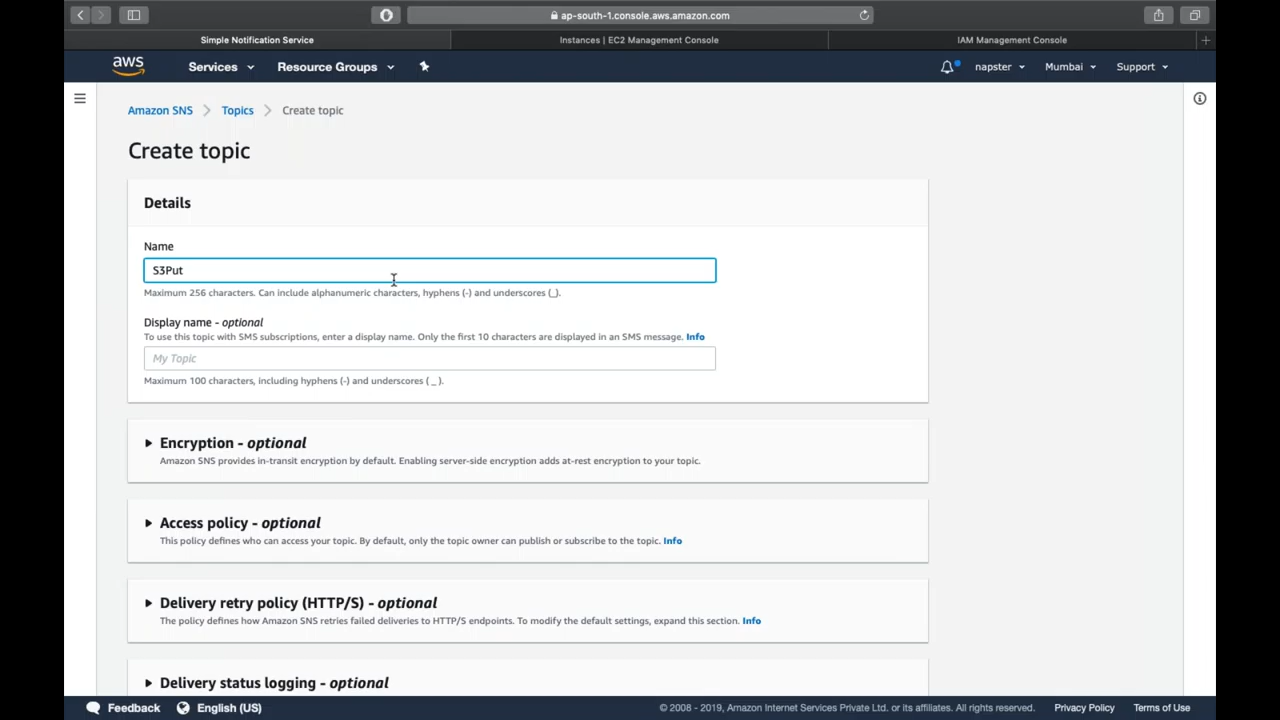 ap-south-1.console.aws.amazon.com
Simple Notification Service
Instances | EC2 Management Console
IAM Management Console
aws
Services
Resource Groups
napster
Mumbai
Support
Amazon SNS
Topics
Create topic
Create topic
Details
Name
S3Put
Maximum 256 characters. Can include alphanumeric characters, hyphens (-) and underscores (_).
Display name - optional
To use this topic with SMS subscriptions, enter a display name. Only the first 10 characters are displayed in an SMS message. Info
My Topic
Maximum 100 characters, including hyphens (-) and underscores ( _ ).
Encryption - optional
Amazon SNS provides in-transit encryption by default. Enabling server-side encryption adds at-rest encryption to your topic.
Access policy - optional
This policy defines who can access your topic. By default, only the topic owner can publish or subscribe to the topic. Info
Delivery retry policy (HTTP/S) - optional
The policy defines how Amazon SNS retries failed deliveries to HTTP/S endpoints. To modify the default settings, expand this section. Info
Delivery status logging - optional
Feedback
English (US)
© 2008 - 2019, Amazon Internet Services Private Ltd. or its affiliates. All rights reserved.
Privacy Policy
Terms of Use